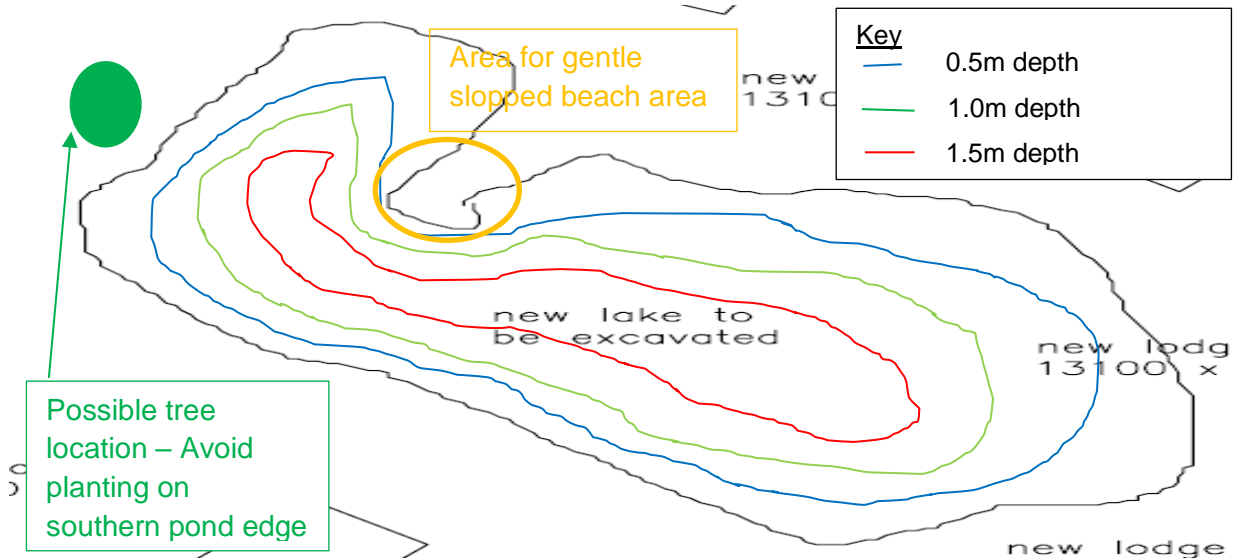 Area for gentle
slopped beach area
new
1310
Key
0.5m depth
1.0m depth
1.5m depth
new lake to
be excavated
new lodg
13100 x
Possible tree
location – Avoid
planting on
southern pond edge
new lodge